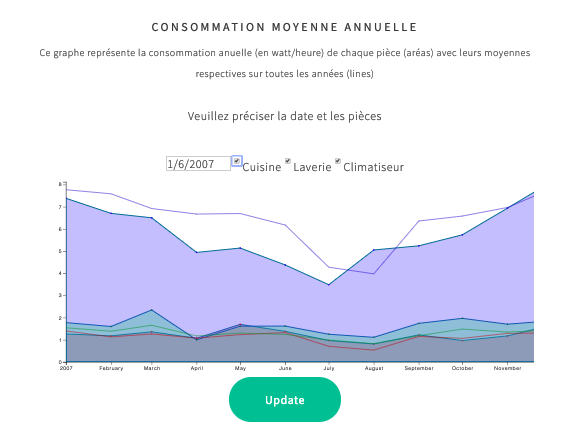 CONSOMMATION MOYENNE ANNUELLE
Ce graphe représente la consommation anuelle (en watt/heure) de chaque pièce (aréas) avec leurs moyennes
respectives sur toutes les années (lines)
Veuillez préciser la date et les pièces
1/6/2007 Cuisine Laverie Climatiseur
8
7
6
5
4
3
2
1
0
2007 February March April May June July August September October November
Update